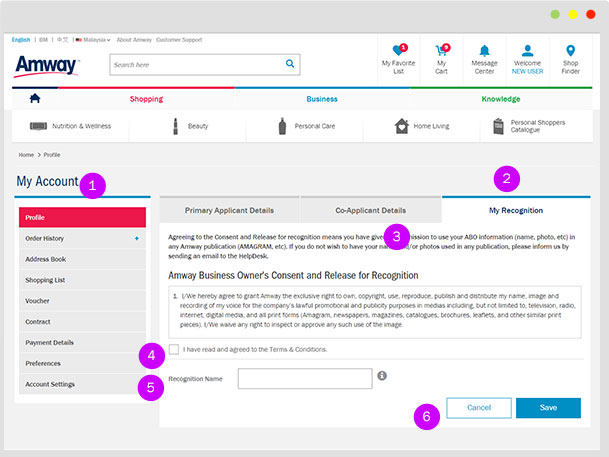 English | BM | 中文 | Malaysia About Amway Customer Support
Amway
Search here
1
My Favorite
List
9
My
Cart
Message
Center
Welcome
NEW USER
Shop
Finder
Shopping
Business
Knowledge
Nutrition & Wellness
Beauty
Personal Care
Home Living
Personal Shoppers
Catalogue
Home > Profile
My Account
1
2
Profile
Order History +
Address Book
Shopping List
Voucher
Contract
Payment Details
Preferences
Account Settings
Primary Applicant Details
Co-Applicant Details
My Recognition
3
Agreeing to the Consent and Release for Recognition means you have give mission to use your ABO information (name, photo, etc) in
any Amway publication (AMAGRAM, etc). If you do not wish to have your na /or photos used in any publication, please inform us by
sending an email to the HelpDesk.
Amway Business Owner's Consent and Release for Recognition
1. I/We hereby agree to grant Amway the exclusive right to own, copyright, use, reproduce, publish and distribute my name, image and
recording of my voice for the company's lawful promotional and publicity purposes in medias including, but not limited to, television, radio,
internet, digital media, and all print forms (Amagram, newspapers, magazines, catalogues, brochures, leaflets, and other similar print
pieces). I/We waive any right to inspect or approve any such use of the image.
4
I have read and agreed to the Terms & Conditions.
5
Recognition Name
6
Cancel
Save